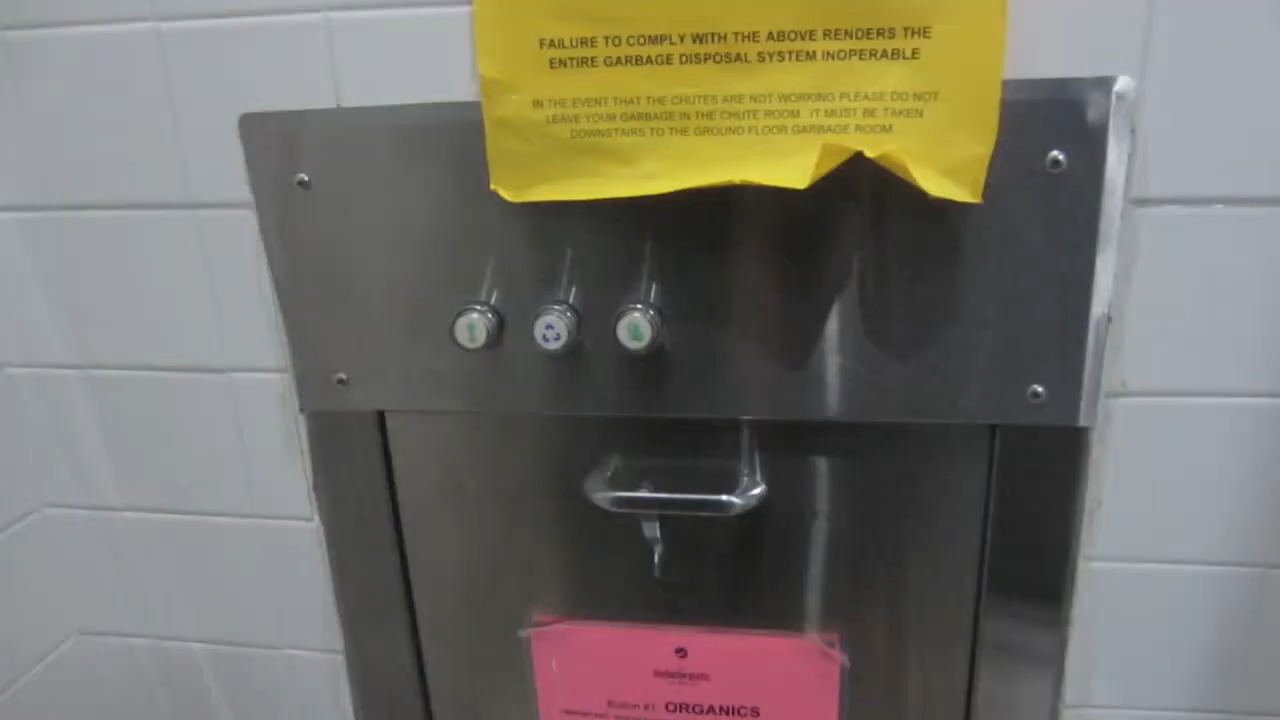 FAILURE TO COMPLY WITH THE ABOVE RENDERS THE
ENTIRE GARBAGE DISPOSAL SYSTEM INOPERABLE
IN THE EVENT THAT THE CHUTES ARE NOT WORKING PLEASE DO NOT
LEAVE YOUR GARBAGE IN THE CHUTE ROOM. IT MUST BE TAKEN
DOWNSTAIRS TO THE GROUND FLOOR GARBAGE ROOM.
Button #1 ORGANICS